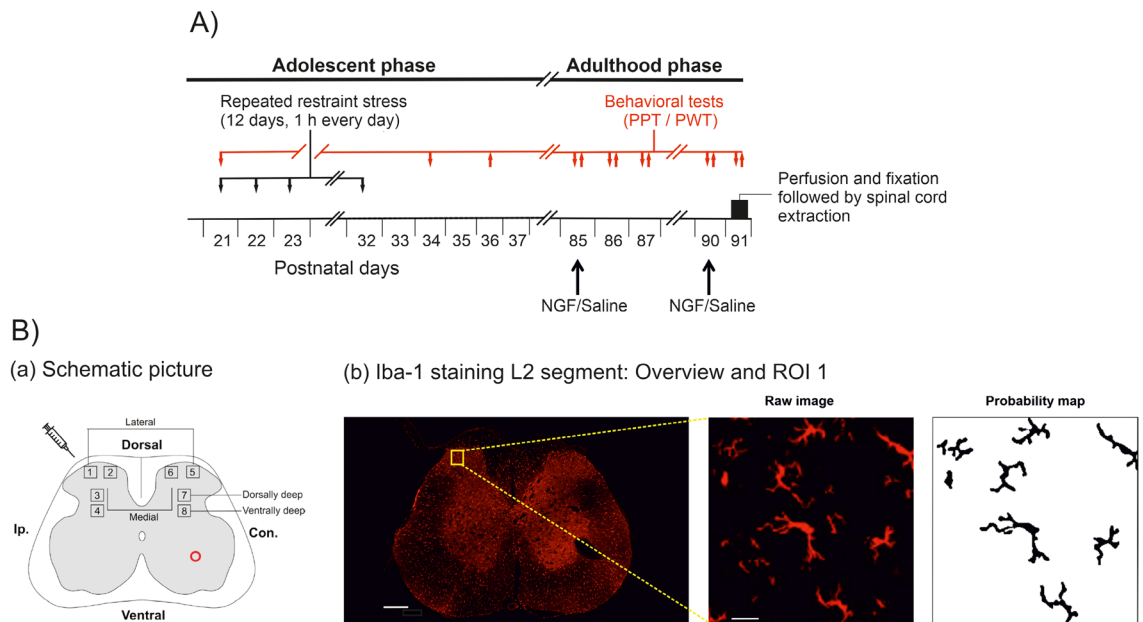 A)
Adolescent phase
Adulthood phase
Repeated restraint stress
(12 days, 1 h every day)
Behavioral tests
(PPT / PWT)
Perfusion and fixation
followed by spinal cord
extraction
21 22 23 32 33 34 35 36 37 85 86 87 90 91
Postnatal days
NGF/Saline
NGF/Saline
B)
(a) Schematic picture
(b) Iba-1 staining L2 segment: Overview and ROI 1
Raw image
Probability map
Lateral
Dorsal
1 2 6 5
3 7 Dorsally deep
4 8 Ventrally deep
Medial
Ip.
Con.
Ventral